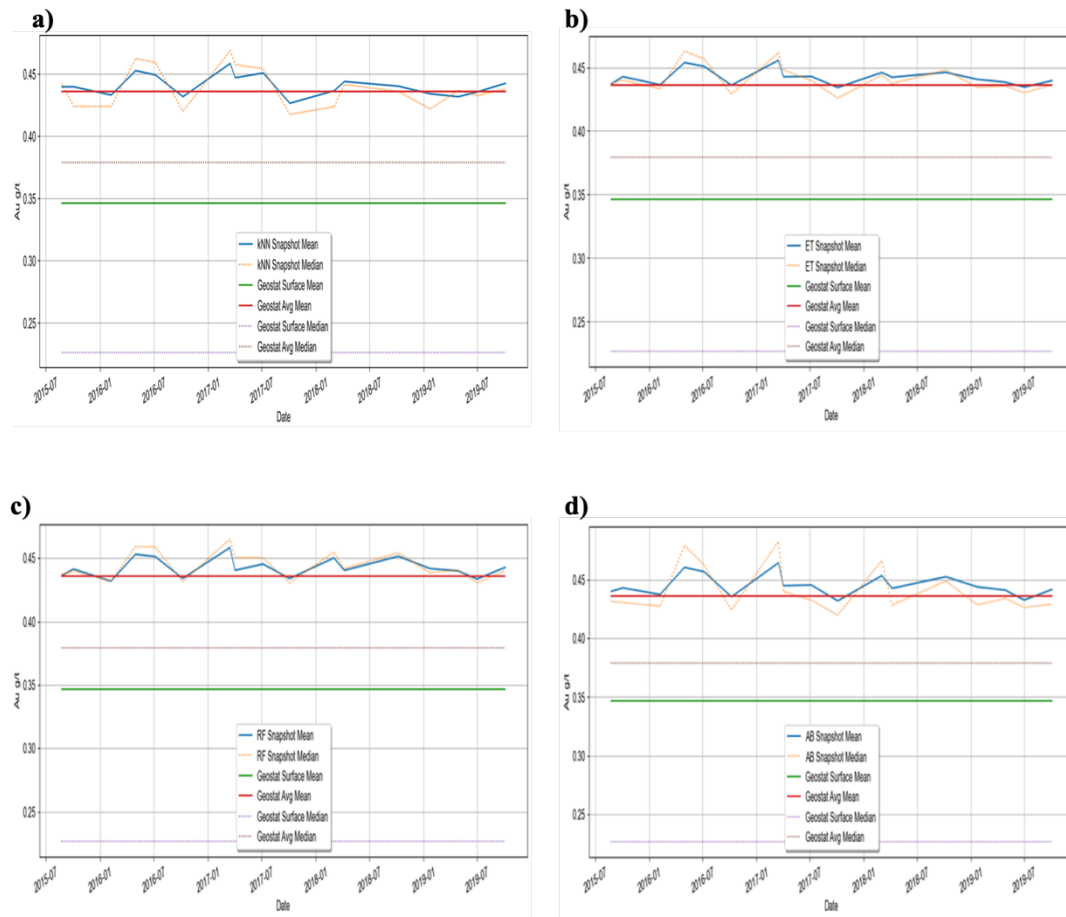 a)
0.45
0.40
0.35
0.30
0.25
Au g/t
kNN Snapshot Mean
kNN Snapshot Median
Geostat Surface Mean
Geostat Avg Mean
Geostat Surface Median
Geostat Avg Median
2015-07
2016-01
2016-07
2017-01
2017-07
2018-01
2018-07
2019-01
2019-07
Date
b)
0.45
0.40
0.35
0.30
0.25
Au g/t
ET Snapshot Mean
ET Snapshot Median
Geostat Surface Mean
Geostat Avg Mean
Geostat Surface Median
Geostat Avg Median
2015-07
2016-01
2016-07
2017-01
2017-07
2018-01
2018-07
2019-01
2019-07
Date
c)
0.45
0.40
0.35
0.30
0.25
Au g/t
RF Snapshot Mean
RF Snapshot Median
Geostat Surface Mean
Geostat Avg Mean
Geostat Surface Median
Geostat Avg Median
2015-07
2016-01
2016-07
2017-01
2017-07
2018-01
2018-07
2019-01
2019-07
Date
d)
0.45
0.40
0.35
0.30
0.25
Au g/t
AB Snapshot Mean
AB Snapshot Median
Geostat Surface Mean
Geostat Avg Mean
Geostat Surface Median
Geostat Avg Median
2015-07
2016-01
2016-07
2017-01
2017-07
2018-01
2018-07
2019-01
2019-07
Date